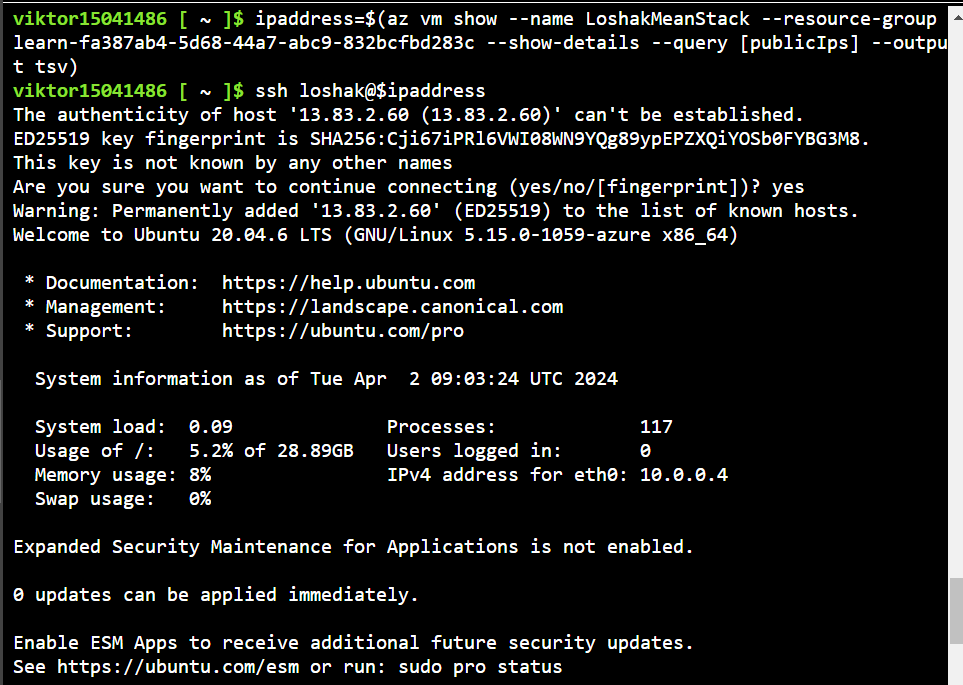 viktor15041486 [ ~ ]$ ipaddress=$(az vm show --name LoshakMeanStack --resource-group
learn-fa387ab4-5d68-44a7-abc9-832bcfbd283c --show-details --query [publicIps] --outpu
t tsv)
viktor15041486 [ ~ ]$ ssh loshak@$ipaddress
The authenticity of host '13.83.2.60 (13.83.2.60)' can't be established.
ED25519 key fingerprint is SHA256:Cji67iPRl6VWI08WN9YQg89ypEPZXQiYOSb0FYBG3M8.
This key is not known by any other names
Are you sure you want to continue connecting (yes/no/[fingerprint])? yes
Warning: Permanently added '13.83.2.60' (ED25519) to the list of known hosts.
Welcome to Ubuntu 20.04.6 LTS (GNU/Linux 5.15.0-1059-azure x86_64)
* Documentation: https://help.ubuntu.com
* Management: https://landscape.canonical.com
* Support: https://ubuntu.com/pro
System information as of Tue Apr 2 09:03:24 UTC 2024
System load: 0.09 Processes: 117
Usage of /: 5.2% of 28.89GB Users logged in: 0
Memory usage: 8% IPv4 address for eth0: 10.0.0.4
Swap usage: 0%
Expanded Security Maintenance for Applications is not enabled.
0 updates can be applied immediately.
Enable ESM Apps to receive additional future security updates.
See https://ubuntu.com/esm or run: sudo pro status